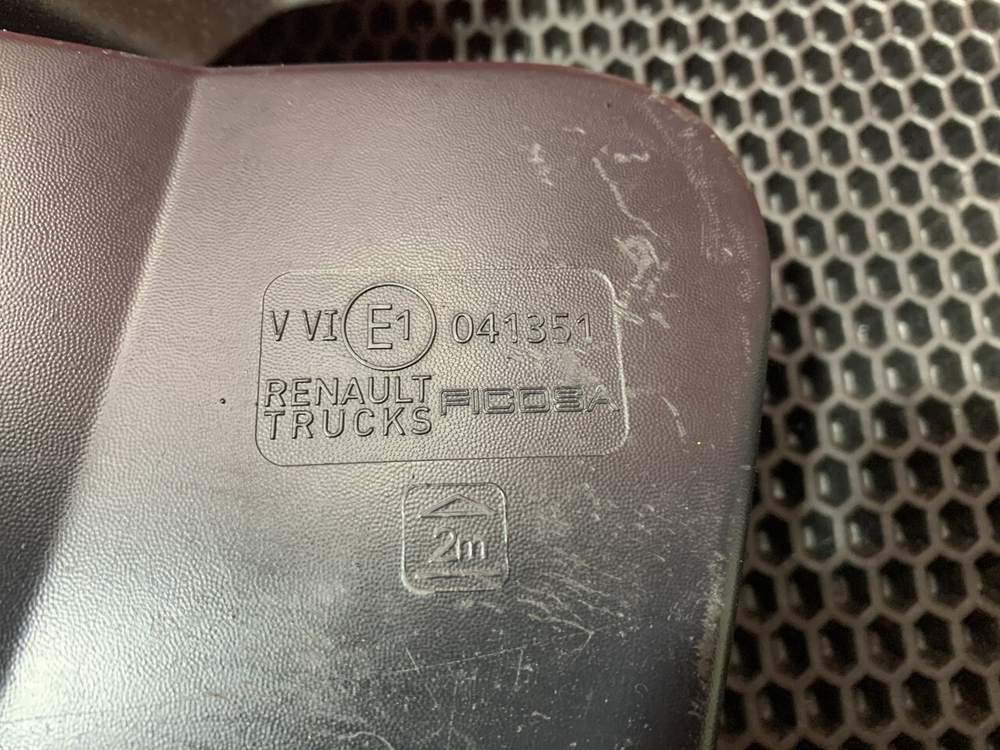 V VI E1 041351
RENAULT
TRUCKS FICOSA
2m